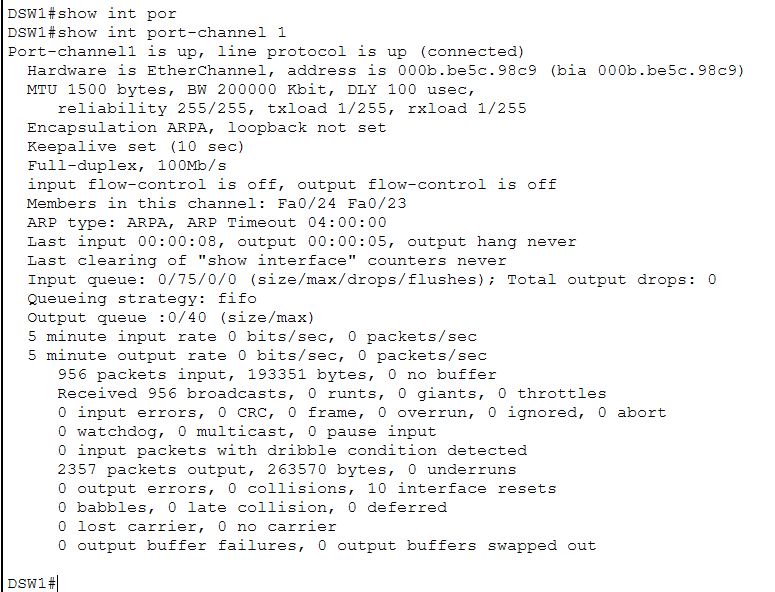 DSW1#show int por
DSW1#show int port-channel 1
Port-channel1 is up, line protocol is up (connected)
  Hardware is EtherChannel, address is 000b.be5c.98c9 (bia 000b.be5c.98c9)
  MTU 1500 bytes, BW 200000 Kbit, DLY 100 usec,
     reliability 255/255, txload 1/255, rxload 1/255
  Encapsulation ARPA, loopback not set
  Keepalive set (10 sec)
  Full-duplex, 100Mb/s
  input flow-control is off, output flow-control is off
  Members in this channel: Fa0/24 Fa0/23
  ARP type: ARPA, ARP Timeout 04:00:00
  Last input 00:00:08, output 00:00:05, output hang never
  Last clearing of "show interface" counters never
  Input queue: 0/75/0/0 (size/max/drops/flushes); Total output drops: 0
  Queueing strategy: fifo
  Output queue :0/40 (size/max)
  5 minute input rate 0 bits/sec, 0 packets/sec
  5 minute output rate 0 bits/sec, 0 packets/sec
     956 packets input, 193351 bytes, 0 no buffer
     Received 956 broadcasts, 0 runts, 0 giants, 0 throttles
     0 input errors, 0 CRC, 0 frame, 0 overrun, 0 ignored, 0 abort
     0 watchdog, 0 multicast, 0 pause input
     0 input packets with dribble condition detected
     2357 packets output, 263570 bytes, 0 underruns
     0 output errors, 0 collisions, 10 interface resets
     0 babbles, 0 late collision, 0 deferred
     0 lost carrier, 0 no carrier
     0 output buffer failures, 0 output buffers swapped out
DSW1#